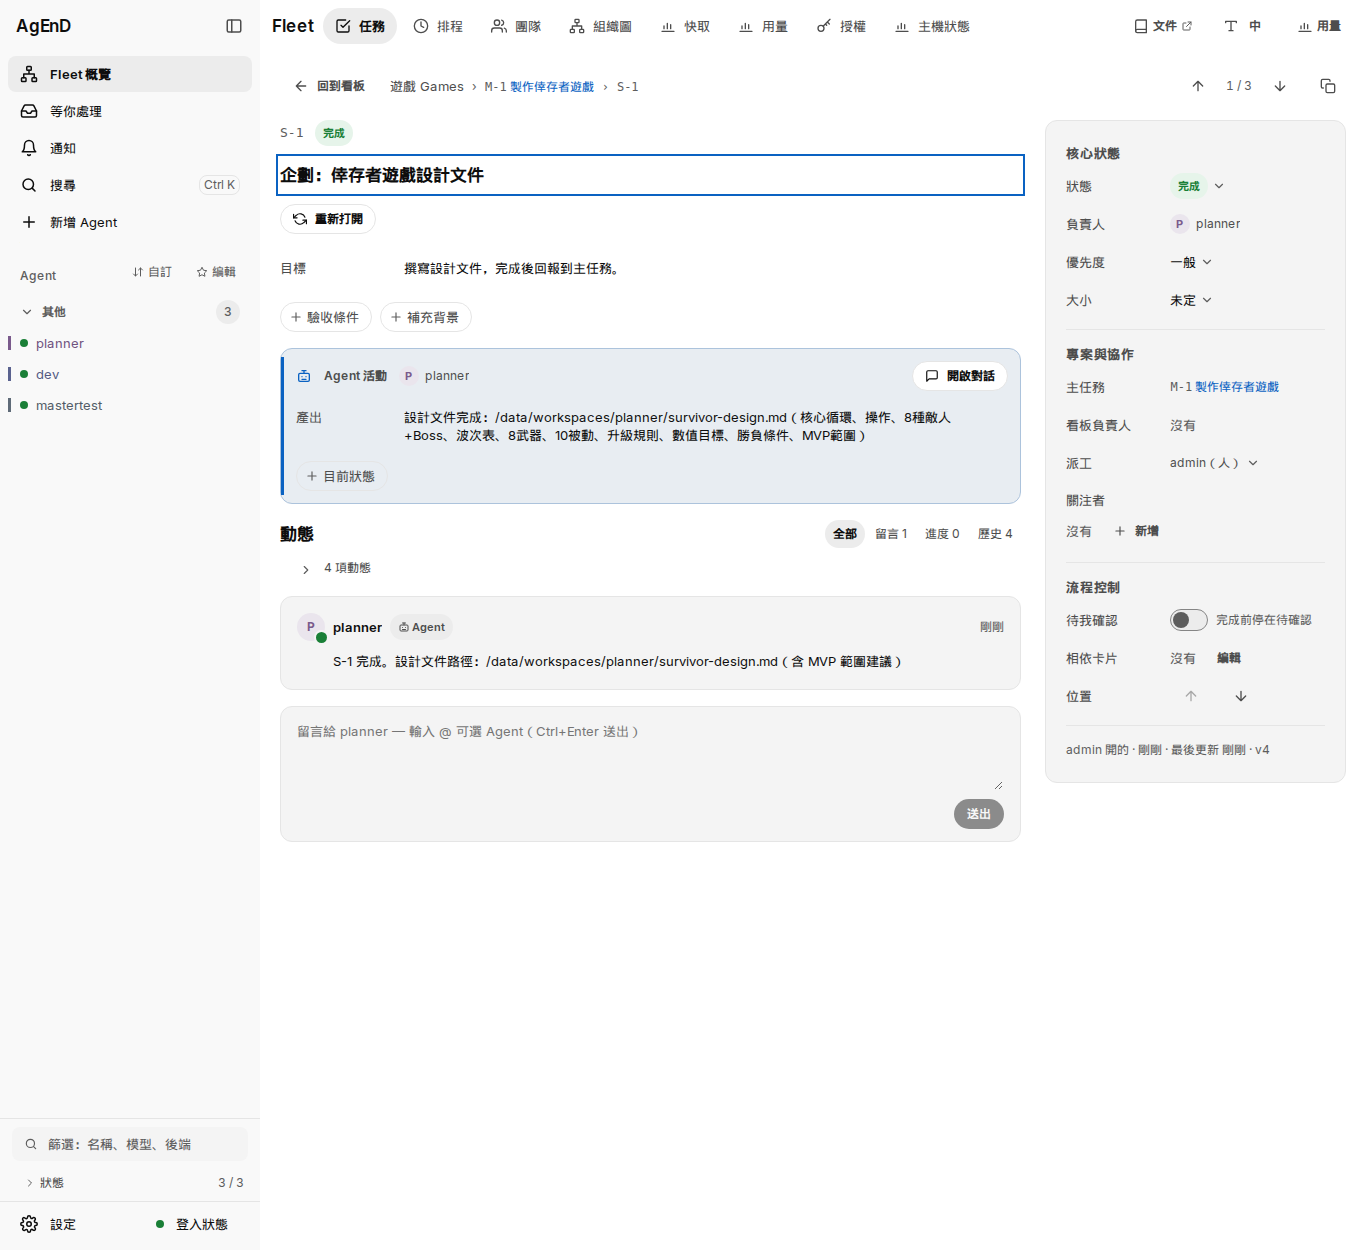 AgEnD
Fleet 概覽
等你處理
通知
搜尋
Ctrl K
新增 Agent
Agent
自訂
編輯
其他
3
planner
dev
mastertest
篩選：名稱、模型、後端
狀態
3 / 3
設定
登入狀態
Fleet
任務
排程
團隊
組織圖
快取
用量
授權
主機狀態
文件
中
用量
回到看板
遊戲 Games › M-1 製作倖存者遊戲 › S-1
1 / 3
S-1 完成
企劃：倖存者遊戲設計文件
重新打開
目標
撰寫設計文件，完成後回報到主任務。
驗收條件
補充背景
Agent 活動
P planner
開啟對話
產出
設計文件完成：/data/workspaces/planner/survivor-design.md（核心循環、操作、8種敵人
+Boss、波次表、8武器、10被動、升級規則、數值目標、勝負條件、MVP範圍）
目前狀態
動態
全部
留言 1
進度 0
歷史 4
4 項動態
P planner
Agent
剛剛
S-1 完成。設計文件路徑：/data/workspaces/planner/survivor-design.md（含 MVP 範圍建議）
留言給 planner — 輸入 @ 可選 Agent（Ctrl+Enter 送出）
送出
核心狀態
狀態 完成
負責人 P planner
優先度 一般
大小 未定
專案與協作
主任務 M-1 製作倖存者遊戲
看板負責人 沒有
派工 admin（人）
關注者
沒有 新增
流程控制
待我確認 完成前停在待確認
相依卡片 沒有 編輯
位置
admin 開的 · 剛剛 · 最後更新 剛剛 · v4